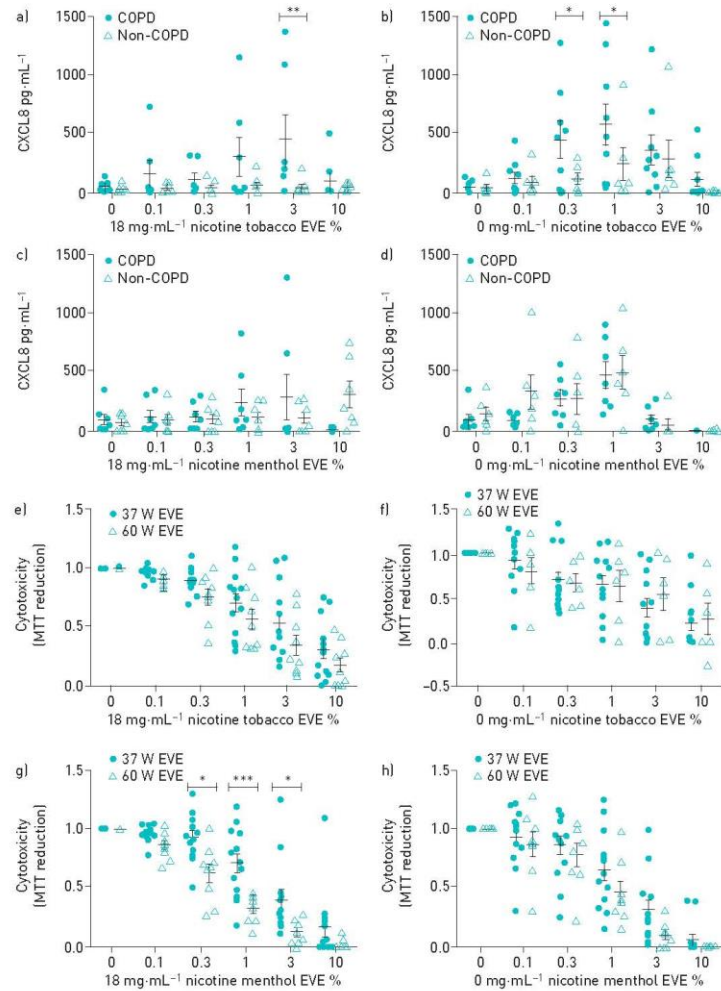 a)
1500
1000
500
0
CXCL8 pg·mL⁻¹
COPD
Non-COPD
**
0 0.1 0.3 1 3 10
18 mg·mL⁻¹ nicotine tobacco EVE %
b)
1500
1000
500
0
CXCL8 pg·mL⁻¹
COPD
Non-COPD
* *
0 0.1 0.3 1 3 10
0 mg·mL⁻¹ nicotine tobacco EVE %
c)
1500
1000
500
0
CXCL8 pg·mL⁻¹
COPD
Non-COPD
0 0.1 0.3 1 3 10
18 mg·mL⁻¹ nicotine menthol EVE %
d)
1500
1000
500
0
CXCL8 pg·mL⁻¹
COPD
Non-COPD
0 0.1 0.3 1 3 10
0 mg·mL⁻¹ nicotine menthol EVE %
e)
1.5
1.0
0.5
0.0
Cytotoxicity
(MTT reduction)
37 W EVE
60 W EVE
0 0.1 0.3 1 3 10
18 mg·mL⁻¹ nicotine tobacco EVE %
f)
1.5
1.0
0.5
0.0
−0.5
Cytotoxicity
(MTT reduction)
37 W EVE
60 W EVE
0 0.1 0.3 1 3 10
0 mg·mL⁻¹ nicotine tobacco EVE %
g)
1.5
1.0
0.5
0.0
Cytotoxicity
(MTT reduction)
37 W EVE
60 W EVE
* *** *
0 0.1 0.3 1 3 10
18 mg·mL⁻¹ nicotine menthol EVE %
h)
1.5
1.0
0.5
0.0
Cytotoxicity
(MTT reduction)
37 W EVE
60 W EVE
0 0.1 0.3 1 3 10
0 mg·mL⁻¹ nicotine menthol EVE %